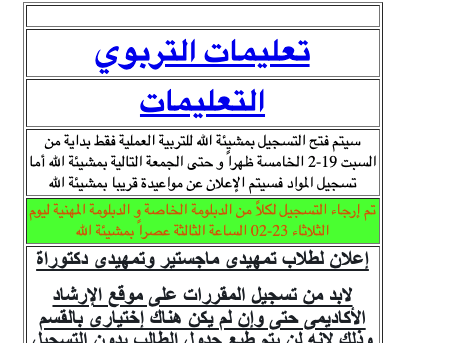 تعليمات التربوي
التعليمات
سيتم فتح التسجيل بمشيئة الله للتربية العملية فقط بداية من
السبت 19-2 الخامسة ظهراً و حتى الجمعة التالية بمشيئة الله أما
تسجيل المواد فسيتم الإعلان عن مواعيدة قريبا بمشيئة الله
تم إرجاء التسجيل لكلاً من الدبلومة الخاصة و الدبلومة المهنية ليوم
الثلاثاء 23-02 الساعة الثالثة عصراً بمشيئة الله
إعلان لطلاب تمهيدى ماجستير وتمهيدى دكتوراة
لابد من تسجيل المقررات على موقع الإرشاد
الأكاديمى حتى وإن لم يكن هناك إختيارى بالقسم
وذلك لانه لن يتم طبع جدول الطالب بدون التسجيل